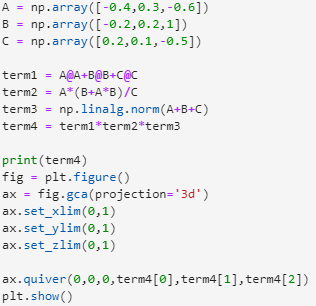 A = np.array([-0.4,0.3,-0.6])
B = np.array([-0.2,0.2,1])
C = np.array([0.2,0.1,-0.5])
term1 = A@A+B@B+C@C
term2 = A*(B+A*B)/C
term3 = np.linalg.norm(A+B+C)
term4 = term1*term2*term3
print(term4)
fig = plt.figure()
ax = fig.gca(projection='3d')
ax.set_xlim(0,1)
ax.set_ylim(0,1)
ax.set_zlim(0,1)
ax.quiver(0,0,0,term4[0],term4[1],term4[2])
plt.show()